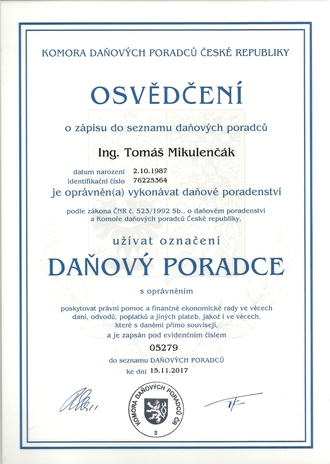 KOMORA DAŇOVÝCH PORADCŮ ČESKÉ REPUBLIKY
OSVĚDČENÍ
o zápisu do seznamu daňových poradců
Ing. Tomáš Mikulenčák
datum narození 2.10.1987
identifikační číslo 76225364
je oprávněn(a) vykonávat daňové poradenství
podle zákona ČNR č. 523/1992 Sb., o daňovém poradenství
a Komoře daňových poradců České republiky,
užívat označení
DAŇOVÝ PORADCE
s oprávněním
poskytovat právní pomoc a finančně ekonomické rady ve věcech
daní, odvodů, poplatků a jiných plateb, jakož i ve věcech,
které s daněmi přímo souvisejí,
a je zapsán pod evidenčním číslem
05279
do seznamu DAŇOVÝCH PORADCŮ
ke dni 15.11.2017
KOMORA DAŇOVÝCH PORADCŮ ČR
8